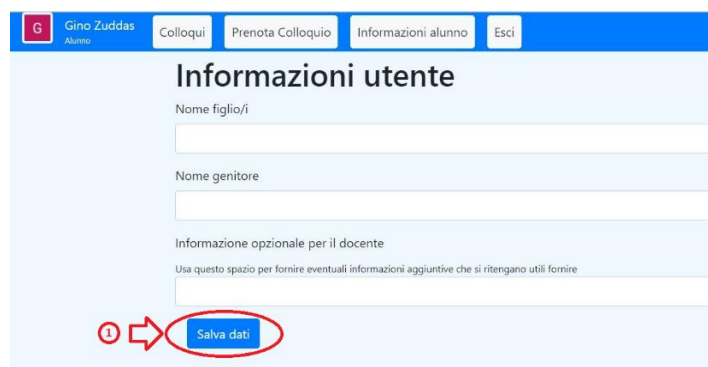 G
Gino Zuddas
Alunno
Colloqui
Prenota Colloquio
Informazioni alunno
Esci
Informazioni utente
Nome figlio/i
Nome genitore
Informazione opzionale per il docente
Usa questo spazio per fornire eventuali informazioni aggiuntive che si ritengano utili fornire
1
Salva dati